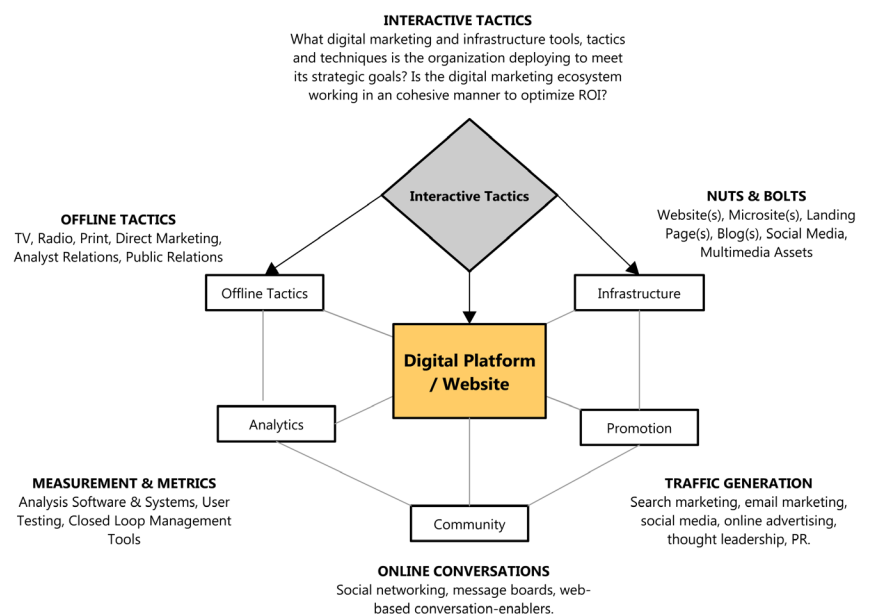 INTERACTIVE TACTICS
What digital marketing and infrastructure tools, tactics
and techniques is the organization deploying to meet
its strategic goals? Is the digital marketing ecosystem
working in an cohesive manner to optimize ROI?
Interactive Tactics
OFFLINE TACTICS
TV, Radio, Print, Direct Marketing,
Analyst Relations, Public Relations
NUTS & BOLTS
Website(s), Microsite(s), Landing
Page(s), Blog(s), Social Media,
Multimedia Assets
Offline Tactics
Infrastructure
Digital Platform
/ Website
Analytics
Promotion
MEASUREMENT & METRICS
Analysis Software & Systems, User
Testing, Closed Loop Management
Tools
TRAFFIC GENERATION
Search marketing, email marketing,
social media, online advertising,
thought leadership, PR.
Community
ONLINE CONVERSATIONS
Social networking, message boards, web-
based conversation-enablers.